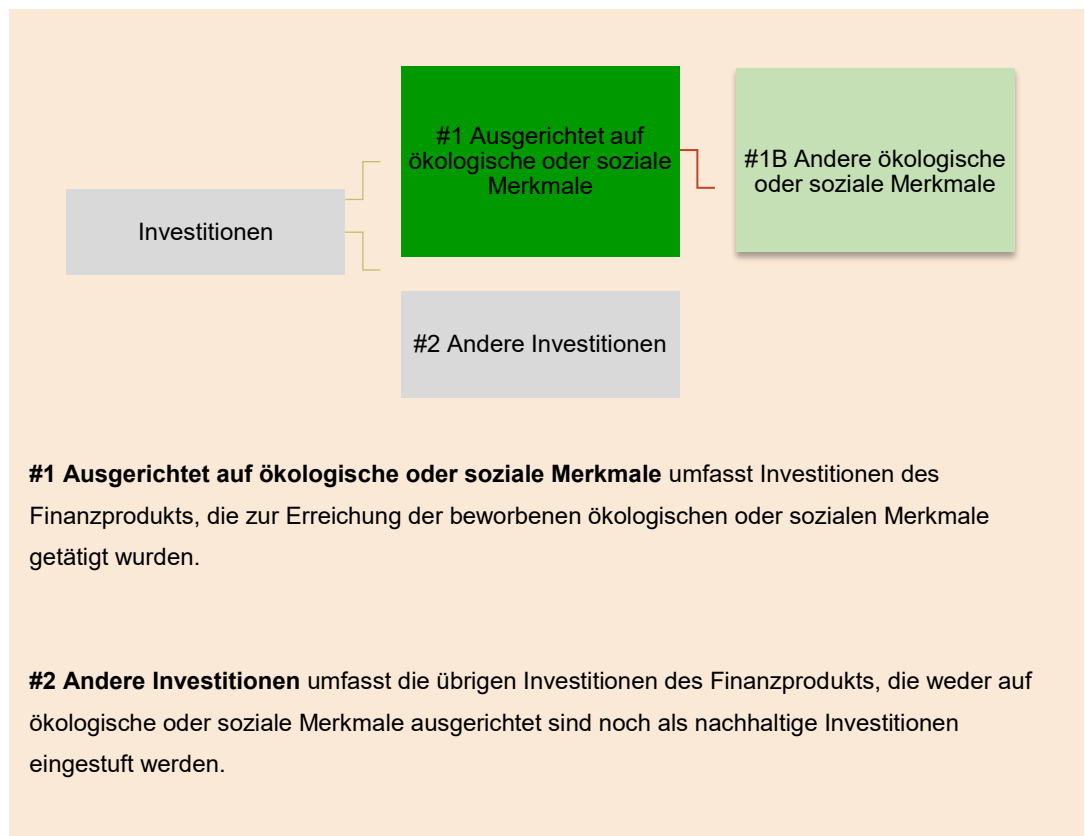 #1 Ausgerichtet auf
ökologische oder soziale
Merkmale
#1B Andere ökologische
oder soziale Merkmale
Investitionen
#2 Andere Investitionen
#1 Ausgerichtet auf ökologische oder soziale Merkmale umfasst Investitionen des
Finanzprodukts, die zur Erreichung der beworbenen ökologischen oder sozialen Merkmale
getätigt wurden.
#2 Andere Investitionen umfasst die übrigen Investitionen des Finanzprodukts, die weder auf
ökologische oder soziale Merkmale ausgerichtet sind noch als nachhaltige Investitionen
eingestuft werden.